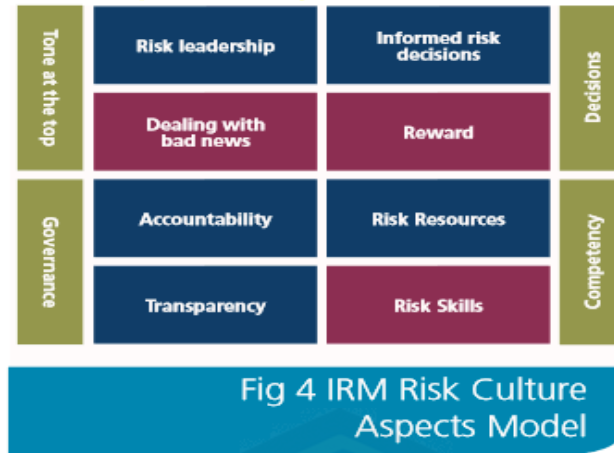 Tone at the top
Risk leadership
Informed risk
decisions
Decisions
Dealing with
bad news
Reward
Governance
Accountability
Risk Resources
Competency
Transparency
Risk Skills
Fig 4 IRM Risk Culture
Aspects Model